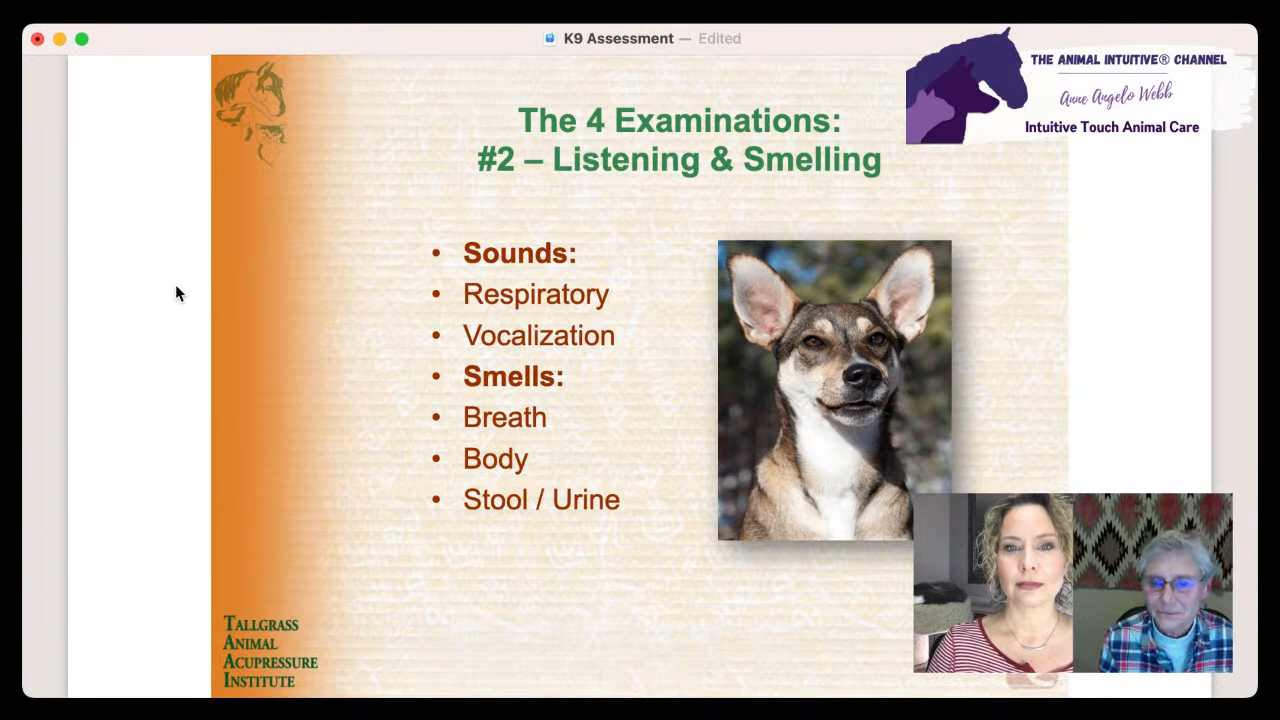 K9 Assessment — Edited
THE ANIMAL INTUITIVE® CHANNEL
Anne Angelo Webb
Intuitive Touch Animal Care
The 4 Examinations:
#2 – Listening & Smelling
• Sounds:
• Respiratory
• Vocalization
• Smells:
• Breath
• Body
• Stool / Urine
TALLGRASS
ANIMAL
ACUPRESSURE
INSTITUTE